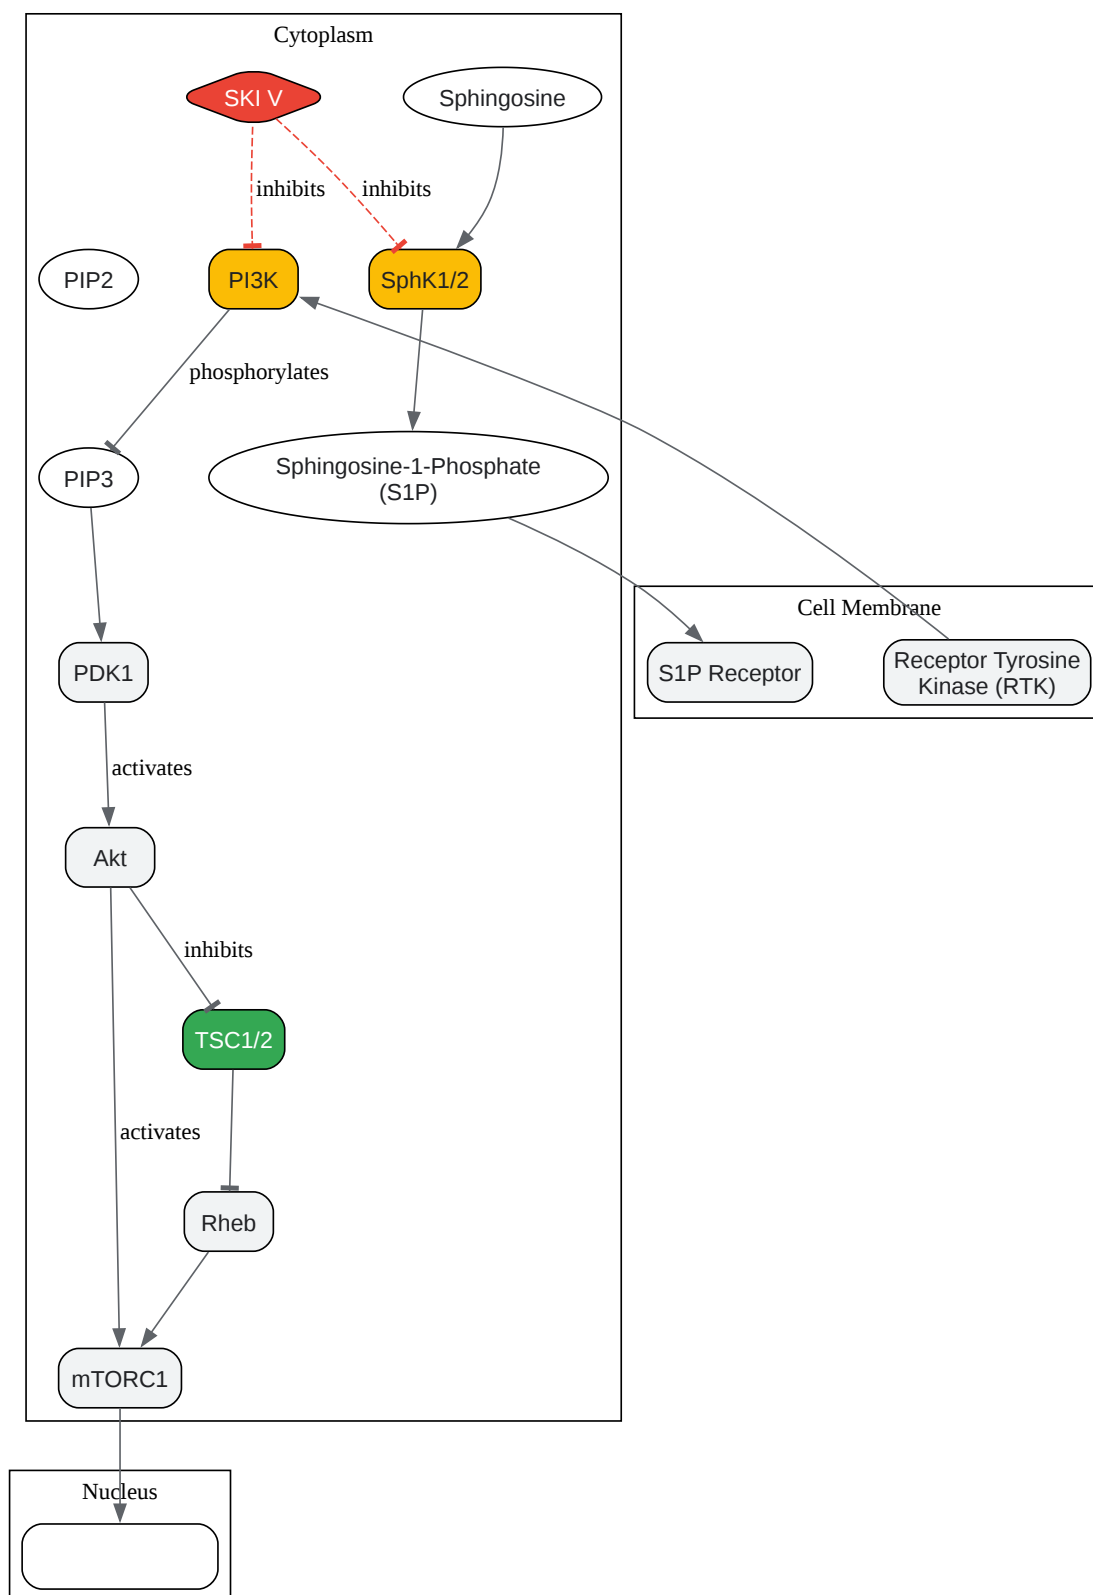 Cytoplasm
SKI V
Sphingosine
inhibits
inhibits
PIP2
PI3K
SphK1/2
phosphorylates
PIP3
Sphingosine-1-Phosphate
(S1P)
Cell Membrane
PDK1
S1P Receptor
Receptor Tyrosine
Kinase (RTK)
activates
Akt
inhibits
TSC1/2
activates
Rheb
mTORC1
Nucleus